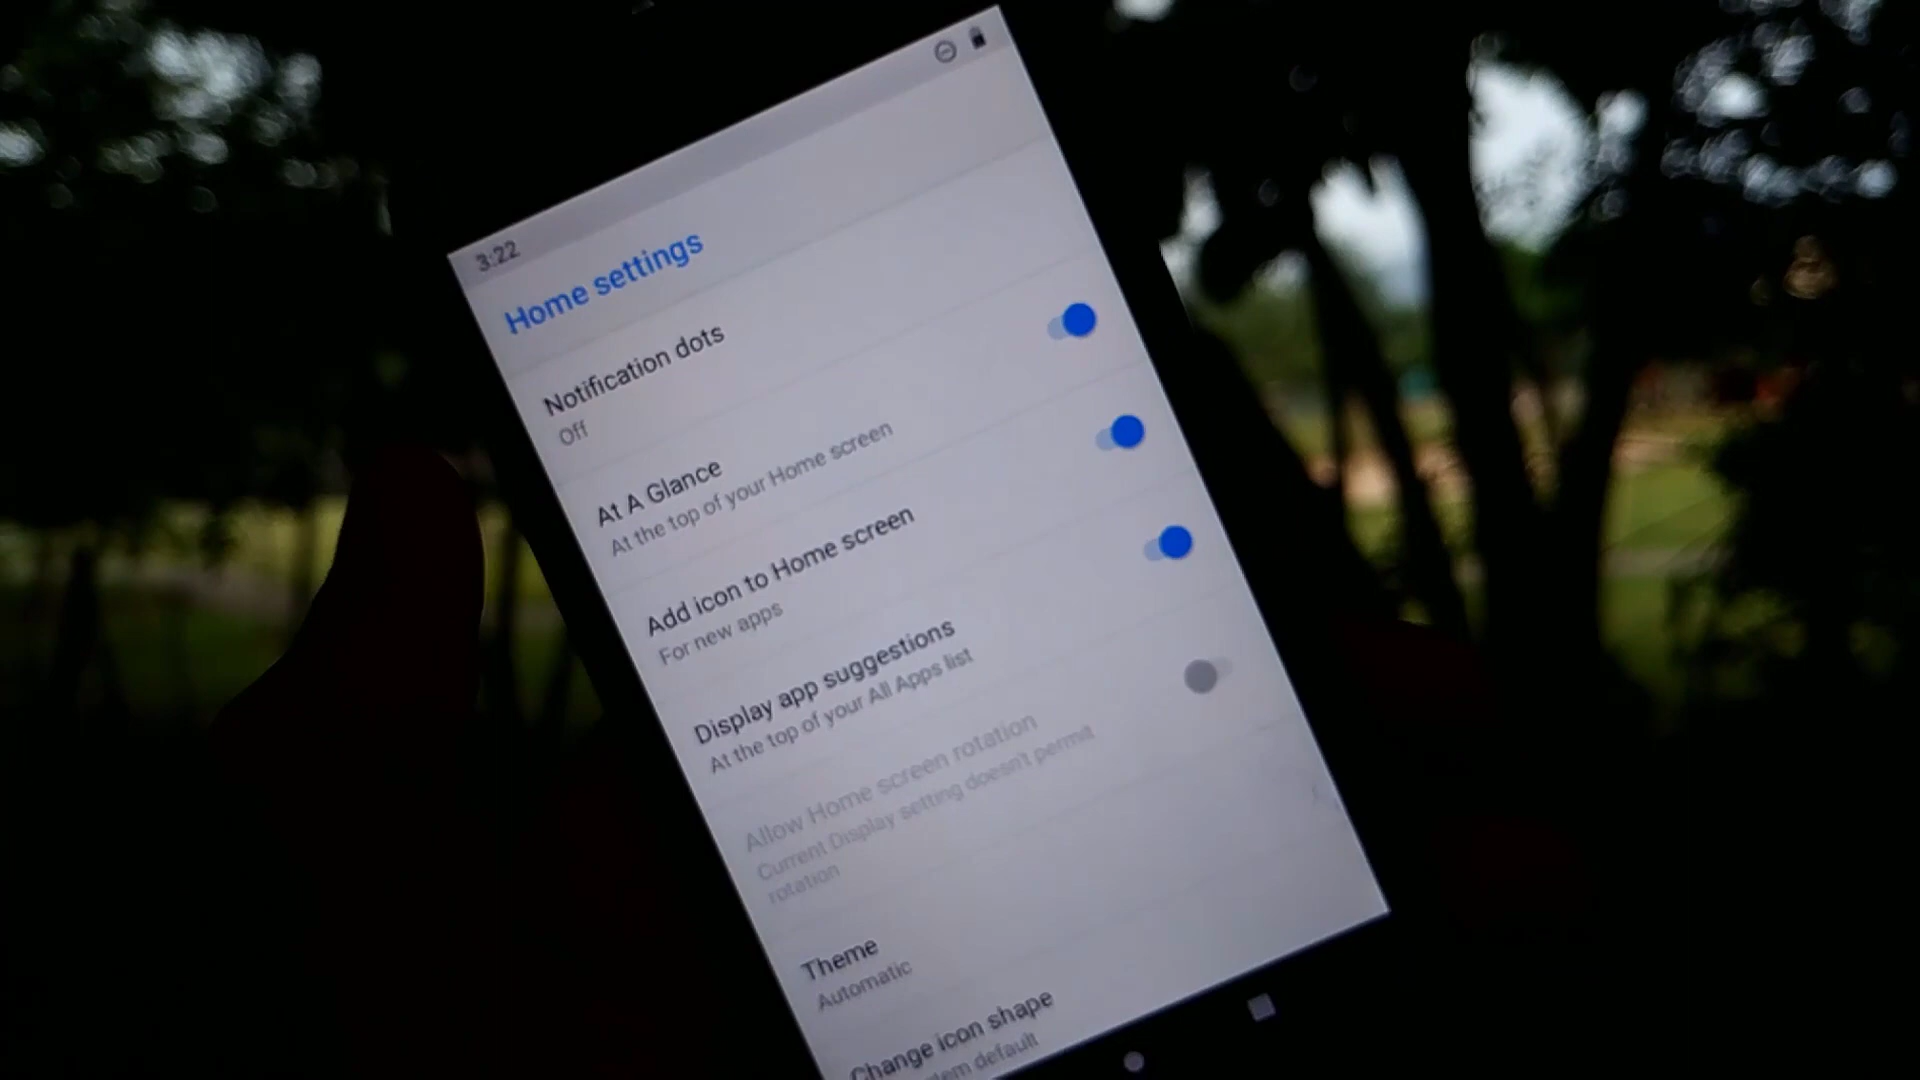 3:22
Home settings
Notification dots
Off
At A Glance
At the top of your Home screen
Add icon to Home screen
For new apps
Display app suggestions
At the top of your All Apps list
Allow Home screen rotation
Current Display setting doesn't permit
rotation
Theme
Automatic
Change icon shape
default